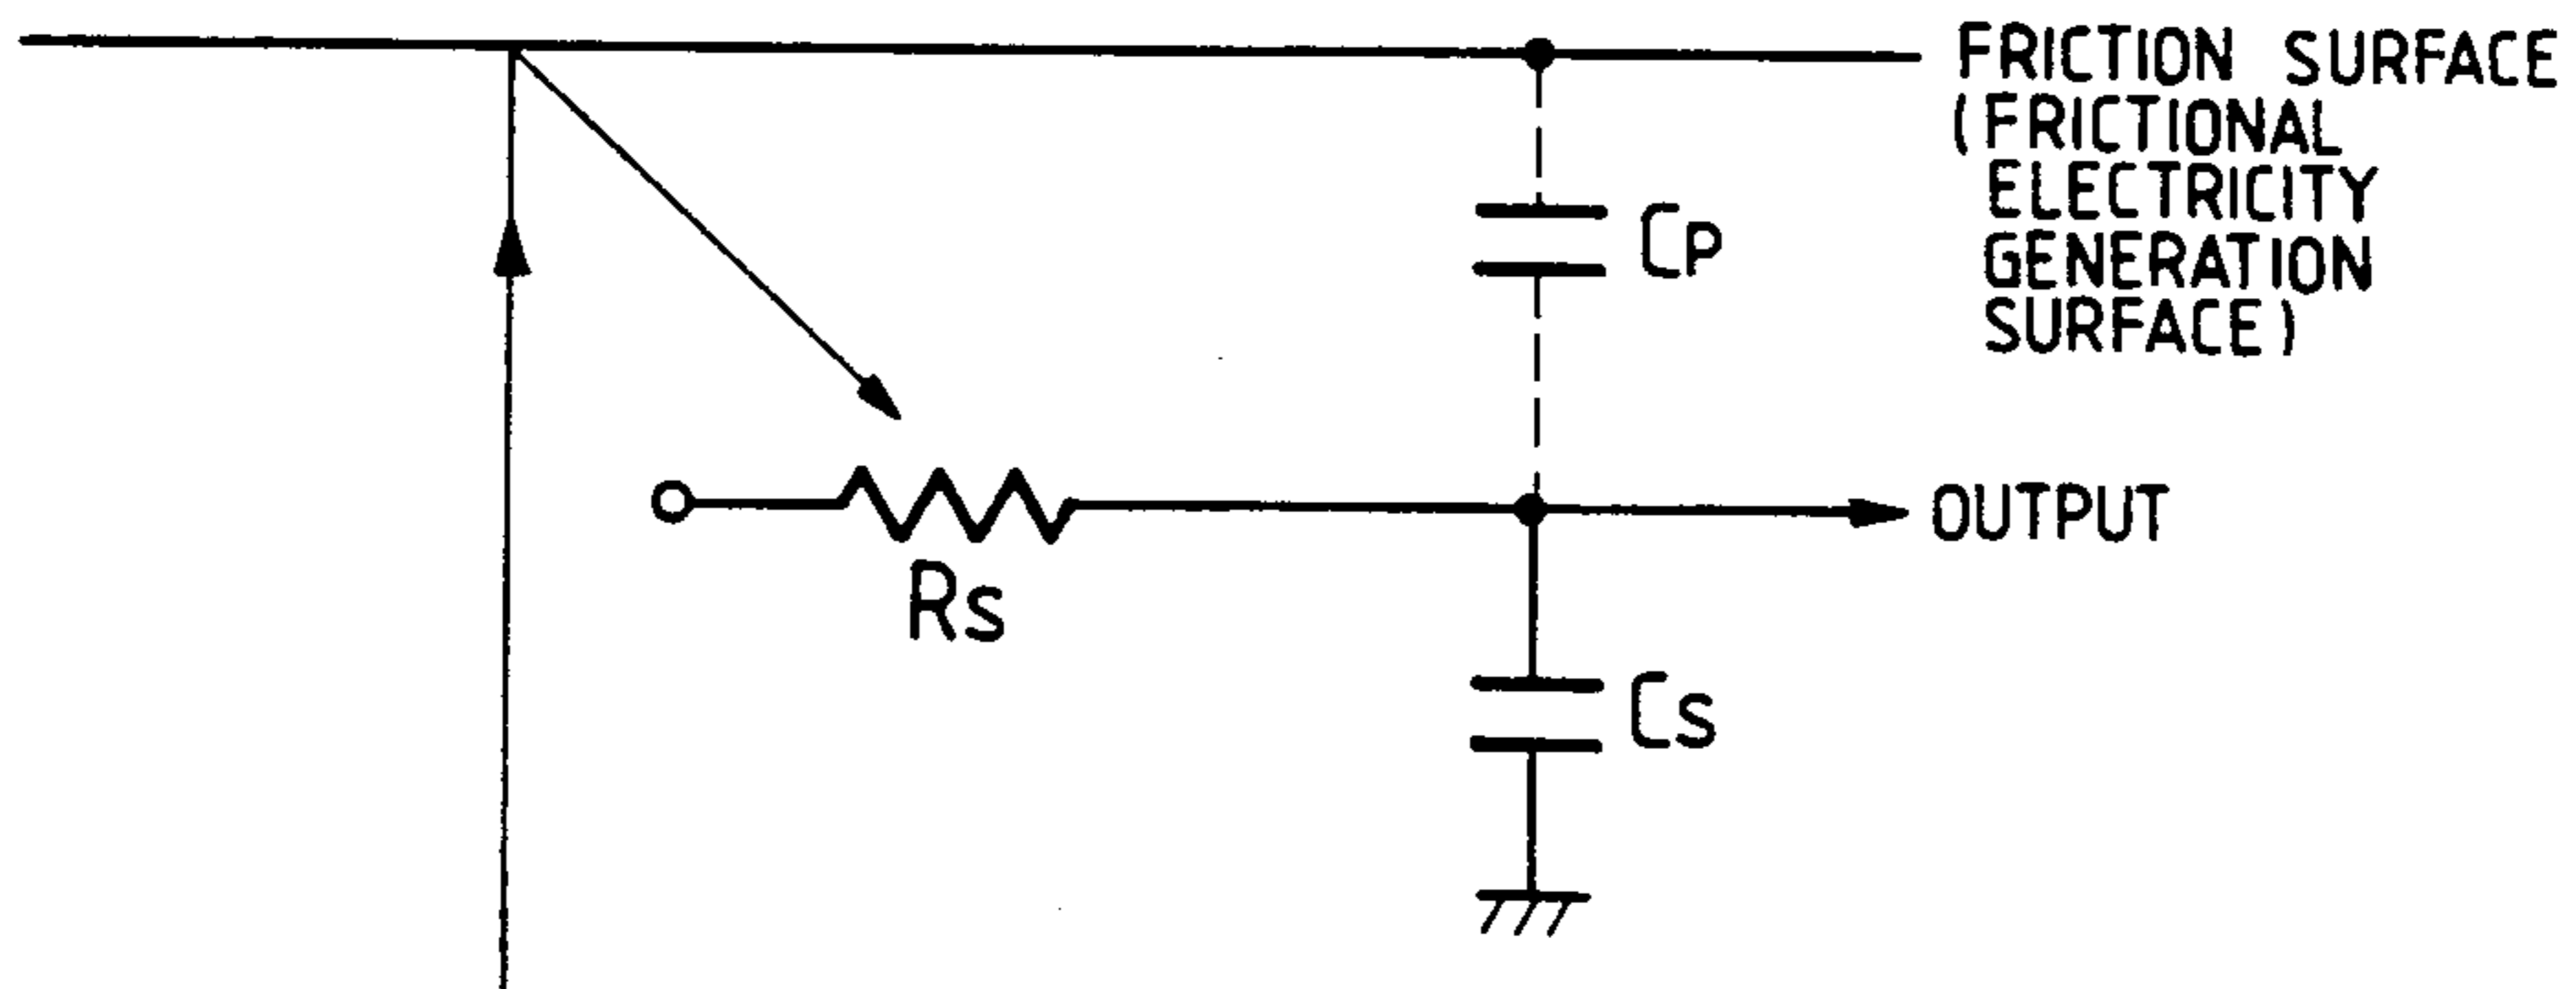 FRICTION SURFACE
(FRICTIONAL
ELECTRICITY
GENERATION
SURFACE)
CP
OUTPUT
RS
CS